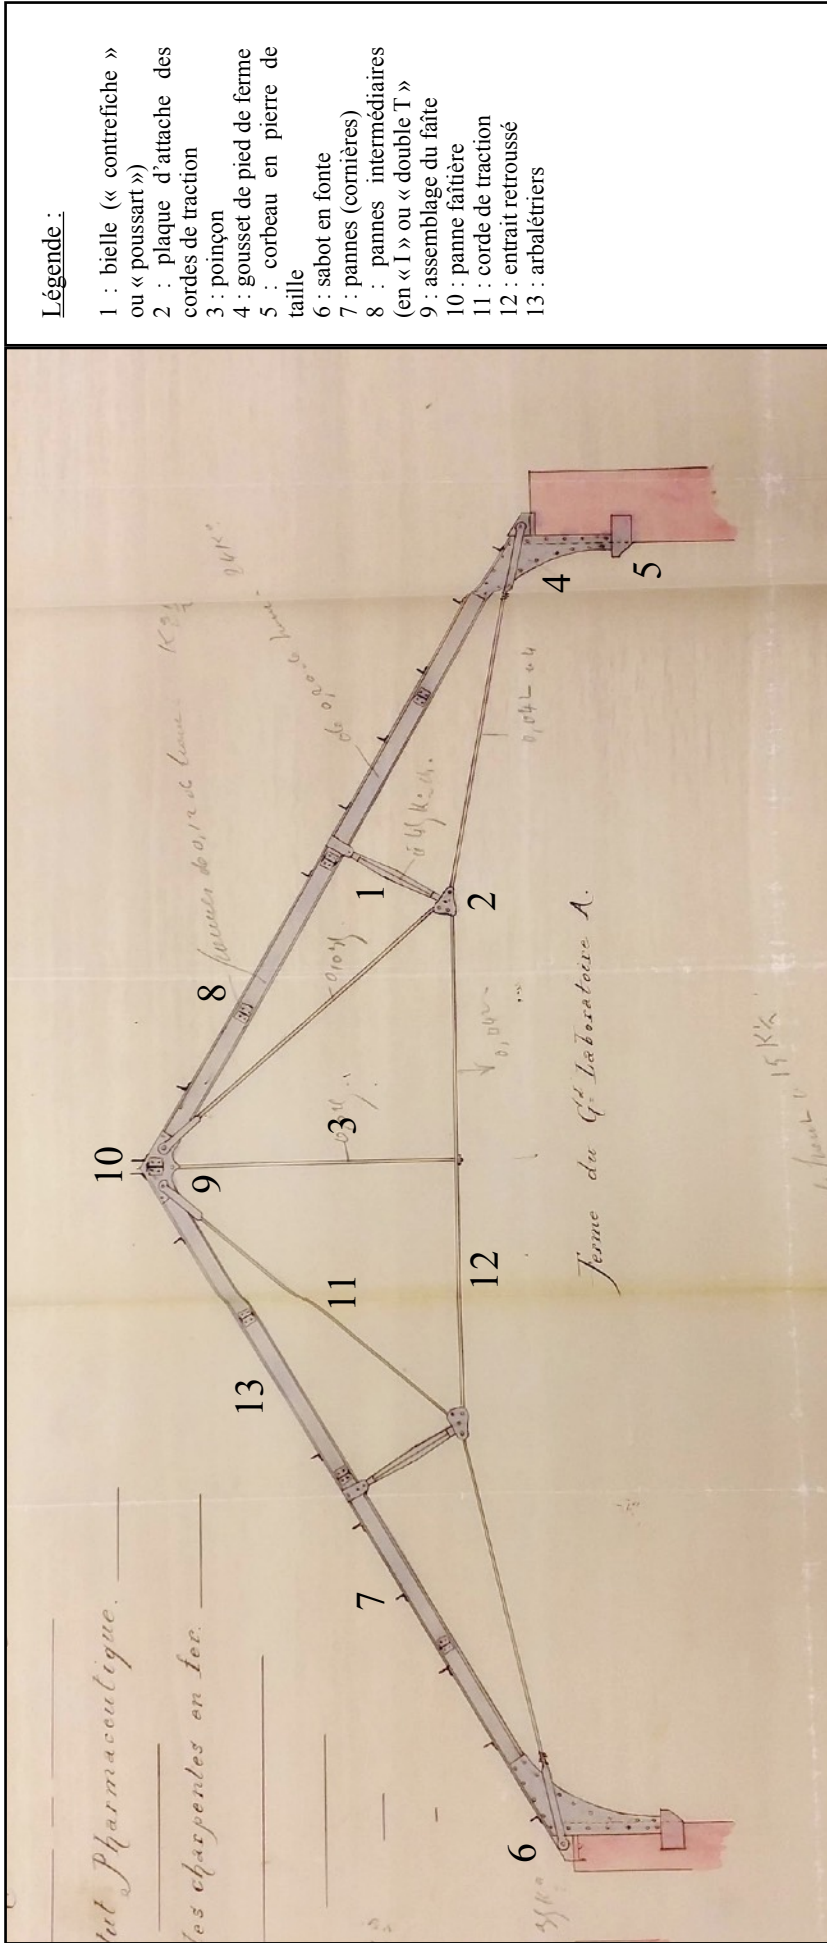 Légende :
1 : bielle (« contrefiche »
ou « poussart »)
2 : plaque d'attache des
cordes de traction
3 : poinçon
4 : gousset de pied de ferme
5 : corbeau en pierre de
taille
6 : sabot en fonte
7 : pannes (cornières)
8 : pannes intermédiaires
(en « I » ou « double T »
9 : assemblage du faîte
10 : panne faîtière
11 : corde de traction
12 : entrait retroussé
13 : arbalétriers
Pharmaceutique.
les charpentes en fer.
10
8
13
9
3
1
11
7
12
2
4
6
5
0,042
Ferme du Gd Laboratoire A.